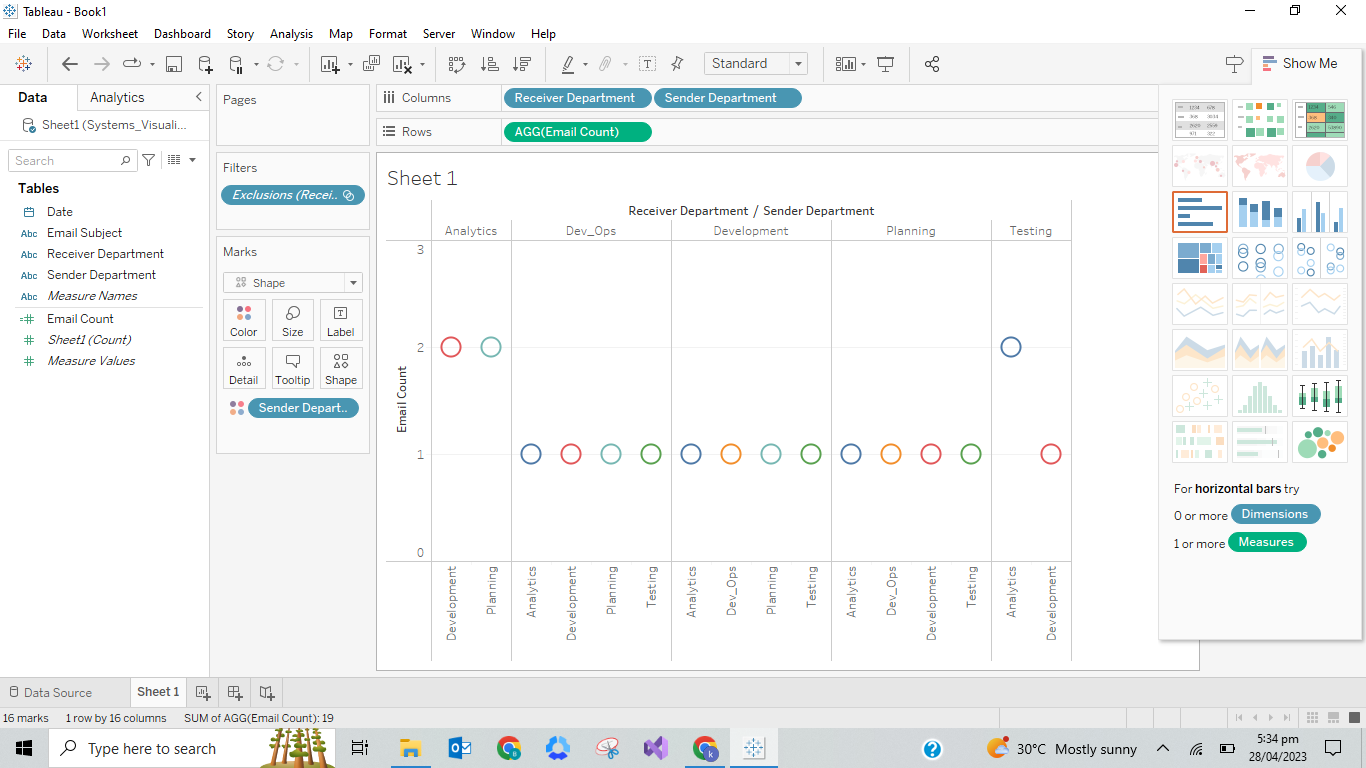 Tableau - Book1
File Data Worksheet Dashboard Story Analysis Map Format Server Window Help
Standard
Show Me
Data Analytics
Sheet1 (Systems_Visuali...
Search
Tables
Date
Abc Email Subject
Abc Receiver Department
Abc Sender Department
Abc Measure Names
Email Count
Sheet1 (Count)
Measure Values
Pages
Filters
Exclusions (Recei..
Marks
Shape
Color Size Label
Detail Tooltip Shape
Sender Depart..
Columns Receiver Department Sender Department
Rows AGG(Email Count)
Sheet 1
Receiver Department / Sender Department
Analytics Dev_Ops Development Planning Testing
3
2
1
0
Email Count
Development Planning Analytics Development Planning Testing Analytics Dev_Ops Planning Testing Analytics Dev_Ops Development Testing Analytics Development
For horizontal bars try
0 or more Dimensions
1 or more Measures
Data Source Sheet 1
16 marks 1 row by 16 columns SUM of AGG(Email Count): 19
Type here to search
30°C Mostly sunny
5:34 pm
28/04/2023